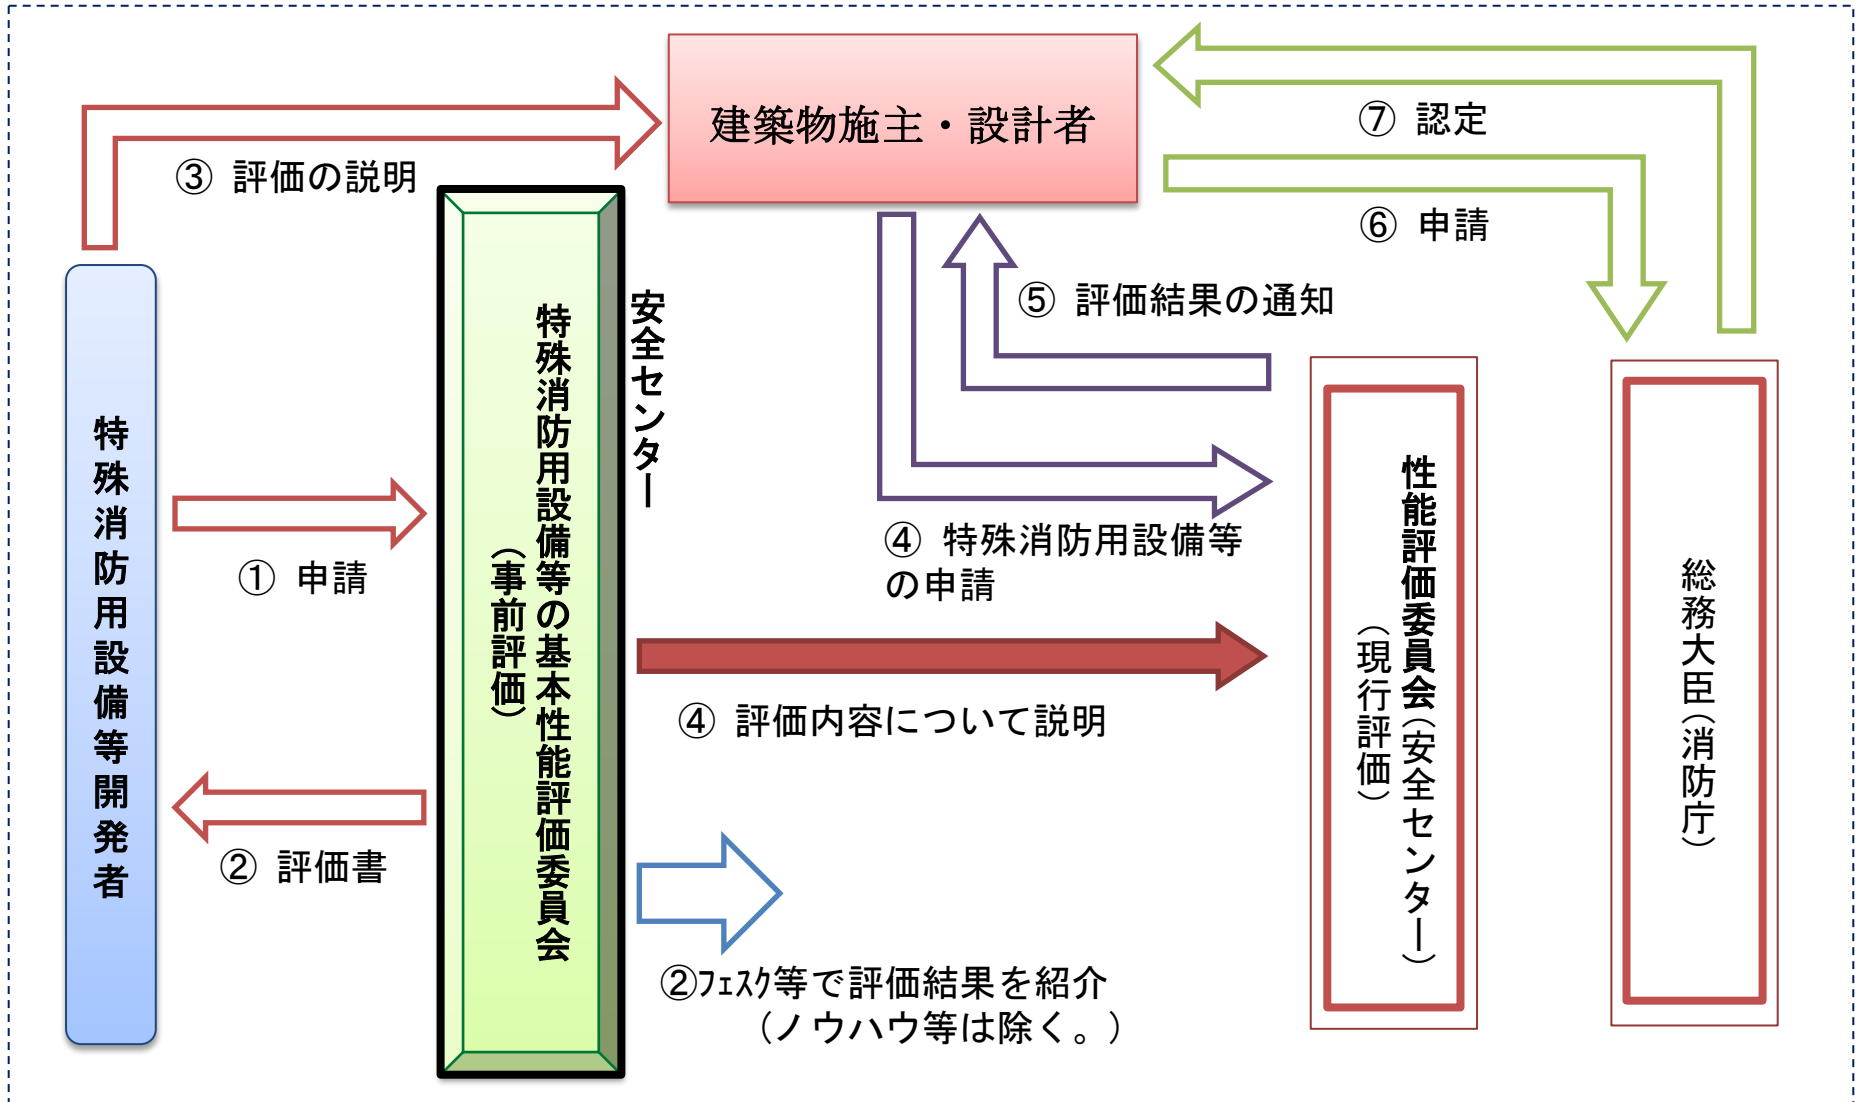 建築物施主・設計者
⑦ 認定
③ 評価の説明
⑥ 申請
⑤ 評価結果の通知
安全センター
特殊消防用設備等の基本性能評価委員会
（事前評価）
特殊消防用設備等開発者
① 申請
④ 特殊消防用設備等
の申請
性能評価委員会（安全センター）
（現行評価）
総務大臣（消防庁）
④ 評価内容について説明
② 評価書
②ﾌｪｽｸ等で評価結果を紹介
（ノウハウ等は除く。）